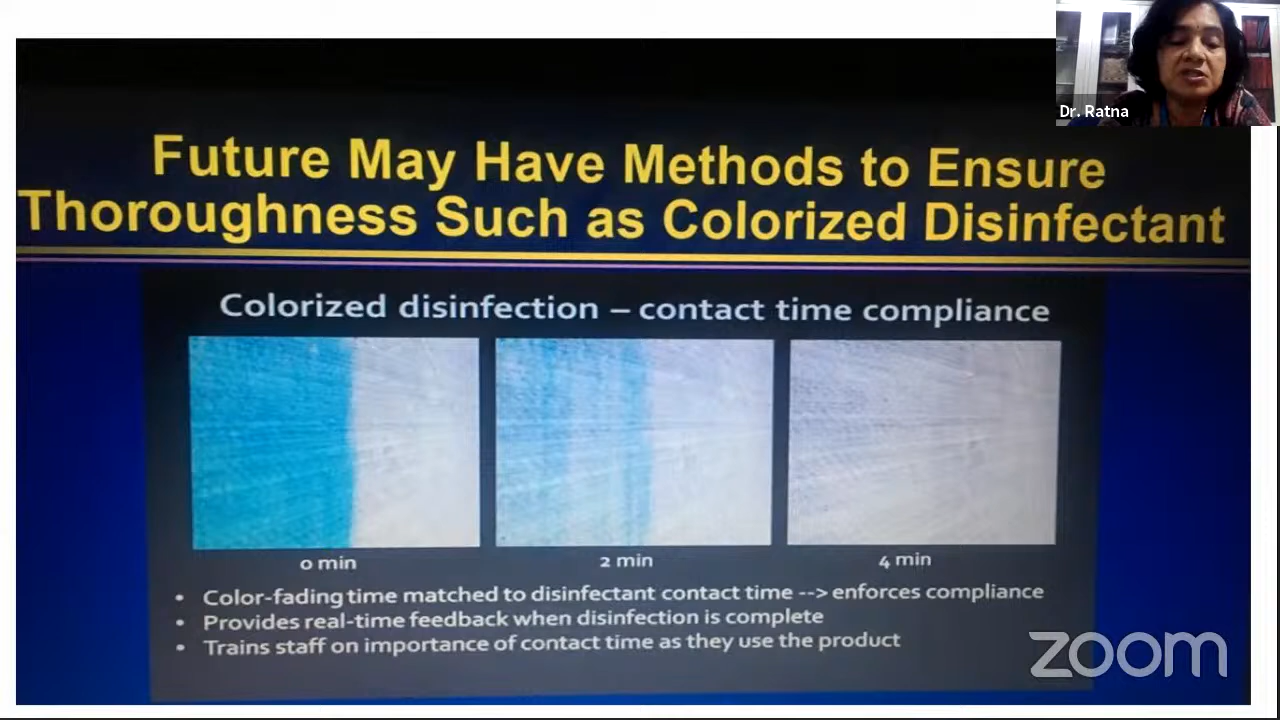 Dr. Ratna
Future May Have Methods to Ensure
Thoroughness Such as Colorized Disinfectant
Colorized disinfection – contact time compliance
0 min
2 min
4 min
• Color-fading time matched to disinfectant contact time --> enforces compliance
• Provides real-time feedback when disinfection is complete
• Trains staff on importance of contact time as they use the product
zoom